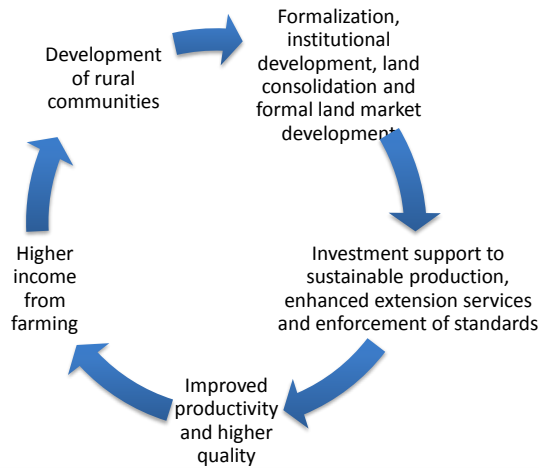 Formalization,
institutional
development, land
consolidation and
formal land market
development
Investment support to
sustainable production,
enhanced extension services
and enforcement of standards
Improved
productivity
and higher
quality
Higher
income
from
farming
Development
of rural
communities